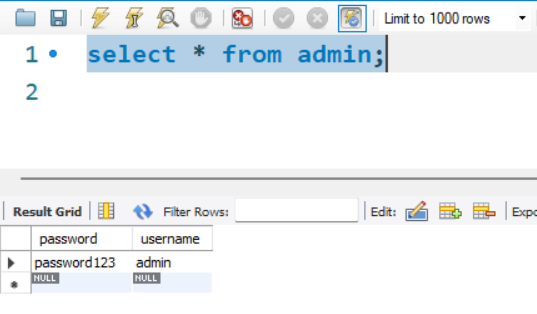 Limit to 1000 rows
1 select * from admin;
2
Result Grid Filter Rows: Edit: Expo
password username
password123 admin
NULL NULL